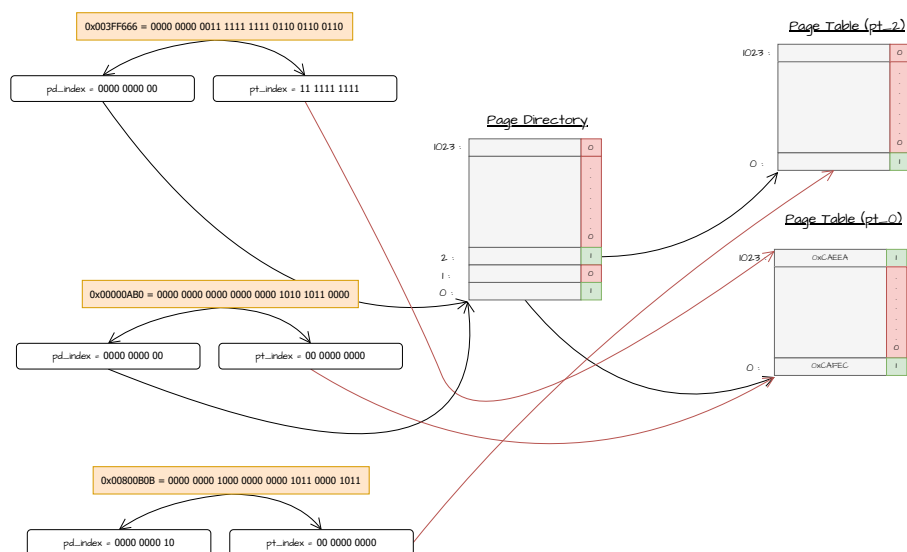 0x003FF666 = 0000 0000 0011 1111 1111 0110 0110 0110
pd_index = 0000 0000 00
pt_index = 11 1111 1111
0x00000AB0 = 0000 0000 0000 0000 0000 1010 1011 0000
pd_index = 0000 0000 00
pt_index = 00 0000 0000
0x00800B0B = 0000 0000 1000 0000 0000 1011 0000 1011
pd_index = 0000 0000 10
pt_index = 00 0000 0000
Page Directory
1023 :
0
.
.
.
.
.
.
0
2 :
1
1 :
0
0 :
1
Page Table (pt_2)
1023 :
0
.
.
.
.
.
.
0
0 :
1
Page Table (pt_0)
1023 :
0xCAEEA
1
.
.
.
.
.
.
0
0 :
0xCAFEC
1